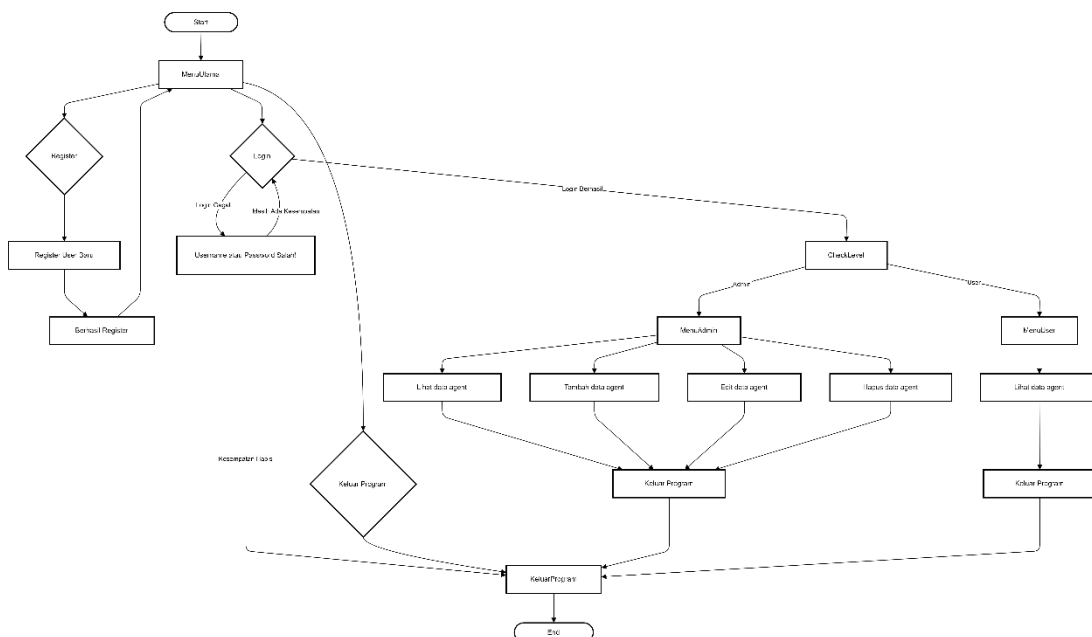 Start
MenuUtama
Register
Login
Login Berhasil
Login Gagal
Masih Ada Kesempatan
Register User Baru
Username atau Password Salah!
CheckLevel
Admin
User
Berhasil Register
MenuAdmin
MenuUser
Lihat data agent
Tambah data agent
Edit data agent
Hapus data agent
Lihat data agent
Kesempatan Habis
Keluar Program
Keluar Program
Keluar Program
KeluarProgram
End